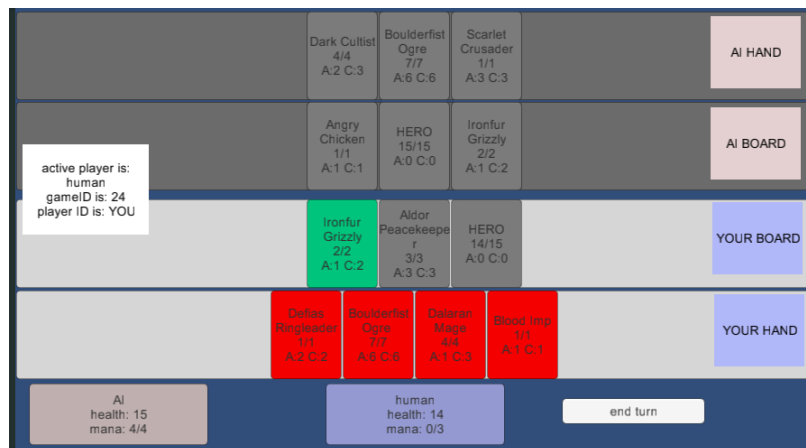 Dark Cultist
4/4
A:2 C:3
Boulderfist
Ogre
7/7
A:6 C:6
Scarlet
Crusader
1/1
A:3 C:3
AI HAND
Angry
Chicken
1/1
A:1 C:1
HERO
15/15
A:0 C:0
Ironfur
Grizzly
2/2
A:1 C:2
AI BOARD
active player is:
human
gameID is: 24
player ID is: YOU
Ironfur
Grizzly
2/2
A:1 C:2
Aldor
Peacekeepe
r
3/3
A:3 C:3
HERO
14/15
A:0 C:0
YOUR BOARD
Defias
Ringleader
1/1
A:2 C:2
Boulderfist
Ogre
7/7
A:6 C:6
Dalaran
Mage
4/4
A:1 C:3
Blood Imp
1/1
A:1 C:1
YOUR HAND
AI
health: 15
mana: 4/4
human
health: 14
mana: 0/3
end turn